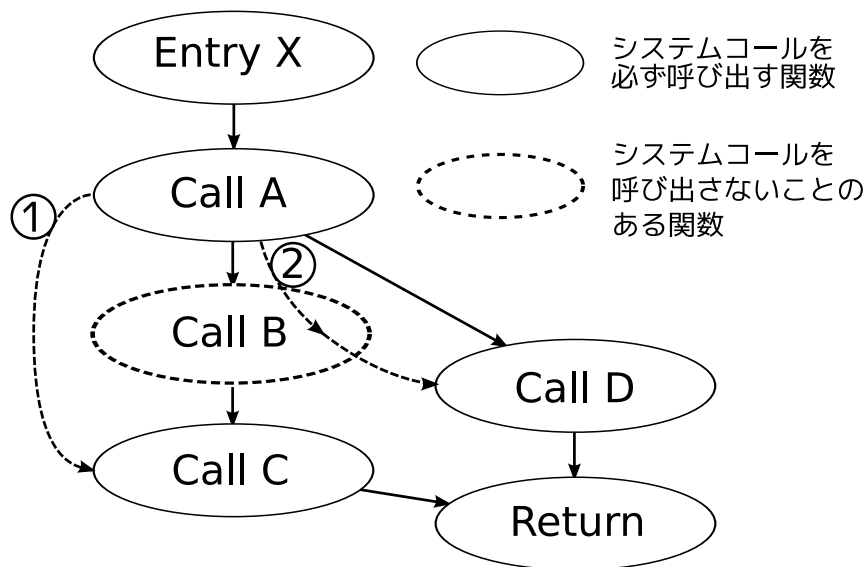 Entry X
システムコールを
必ず呼び出す関数
システムコールを
呼び出さないことの
ある関数
Call A
①
②
Call B
Call D
Call C
Return